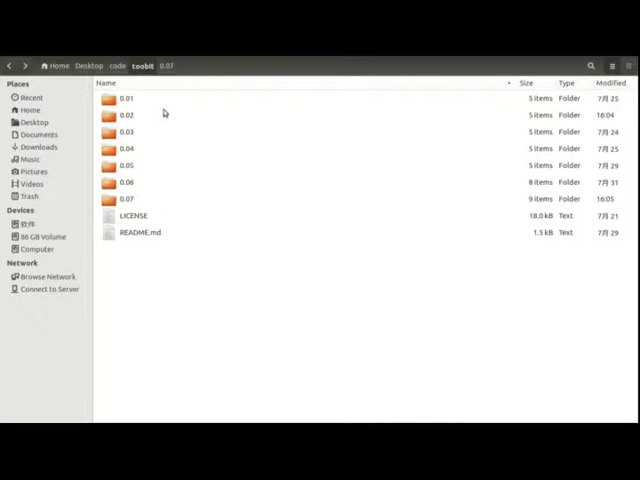 Home Desktop code toobit 0.07
Places
Recent
Home
Desktop
Documents
Downloads
Music
Pictures
Videos
Trash
Devices
软件
86 GB Volume
Computer
Network
Browse Network
Connect to Server
Name Size Type Modified
0.01 5 items Folder 7月 25
0.02 5 items Folder 16:04
0.03 5 items Folder 7月 24
0.04 5 items Folder 7月 25
0.05 5 items Folder 7月 29
0.06 8 items Folder 7月 31
0.07 9 items Folder 16:05
LICENSE 18.0 kB Text 7月 21
README.md 1.5 kB Text 7月 29